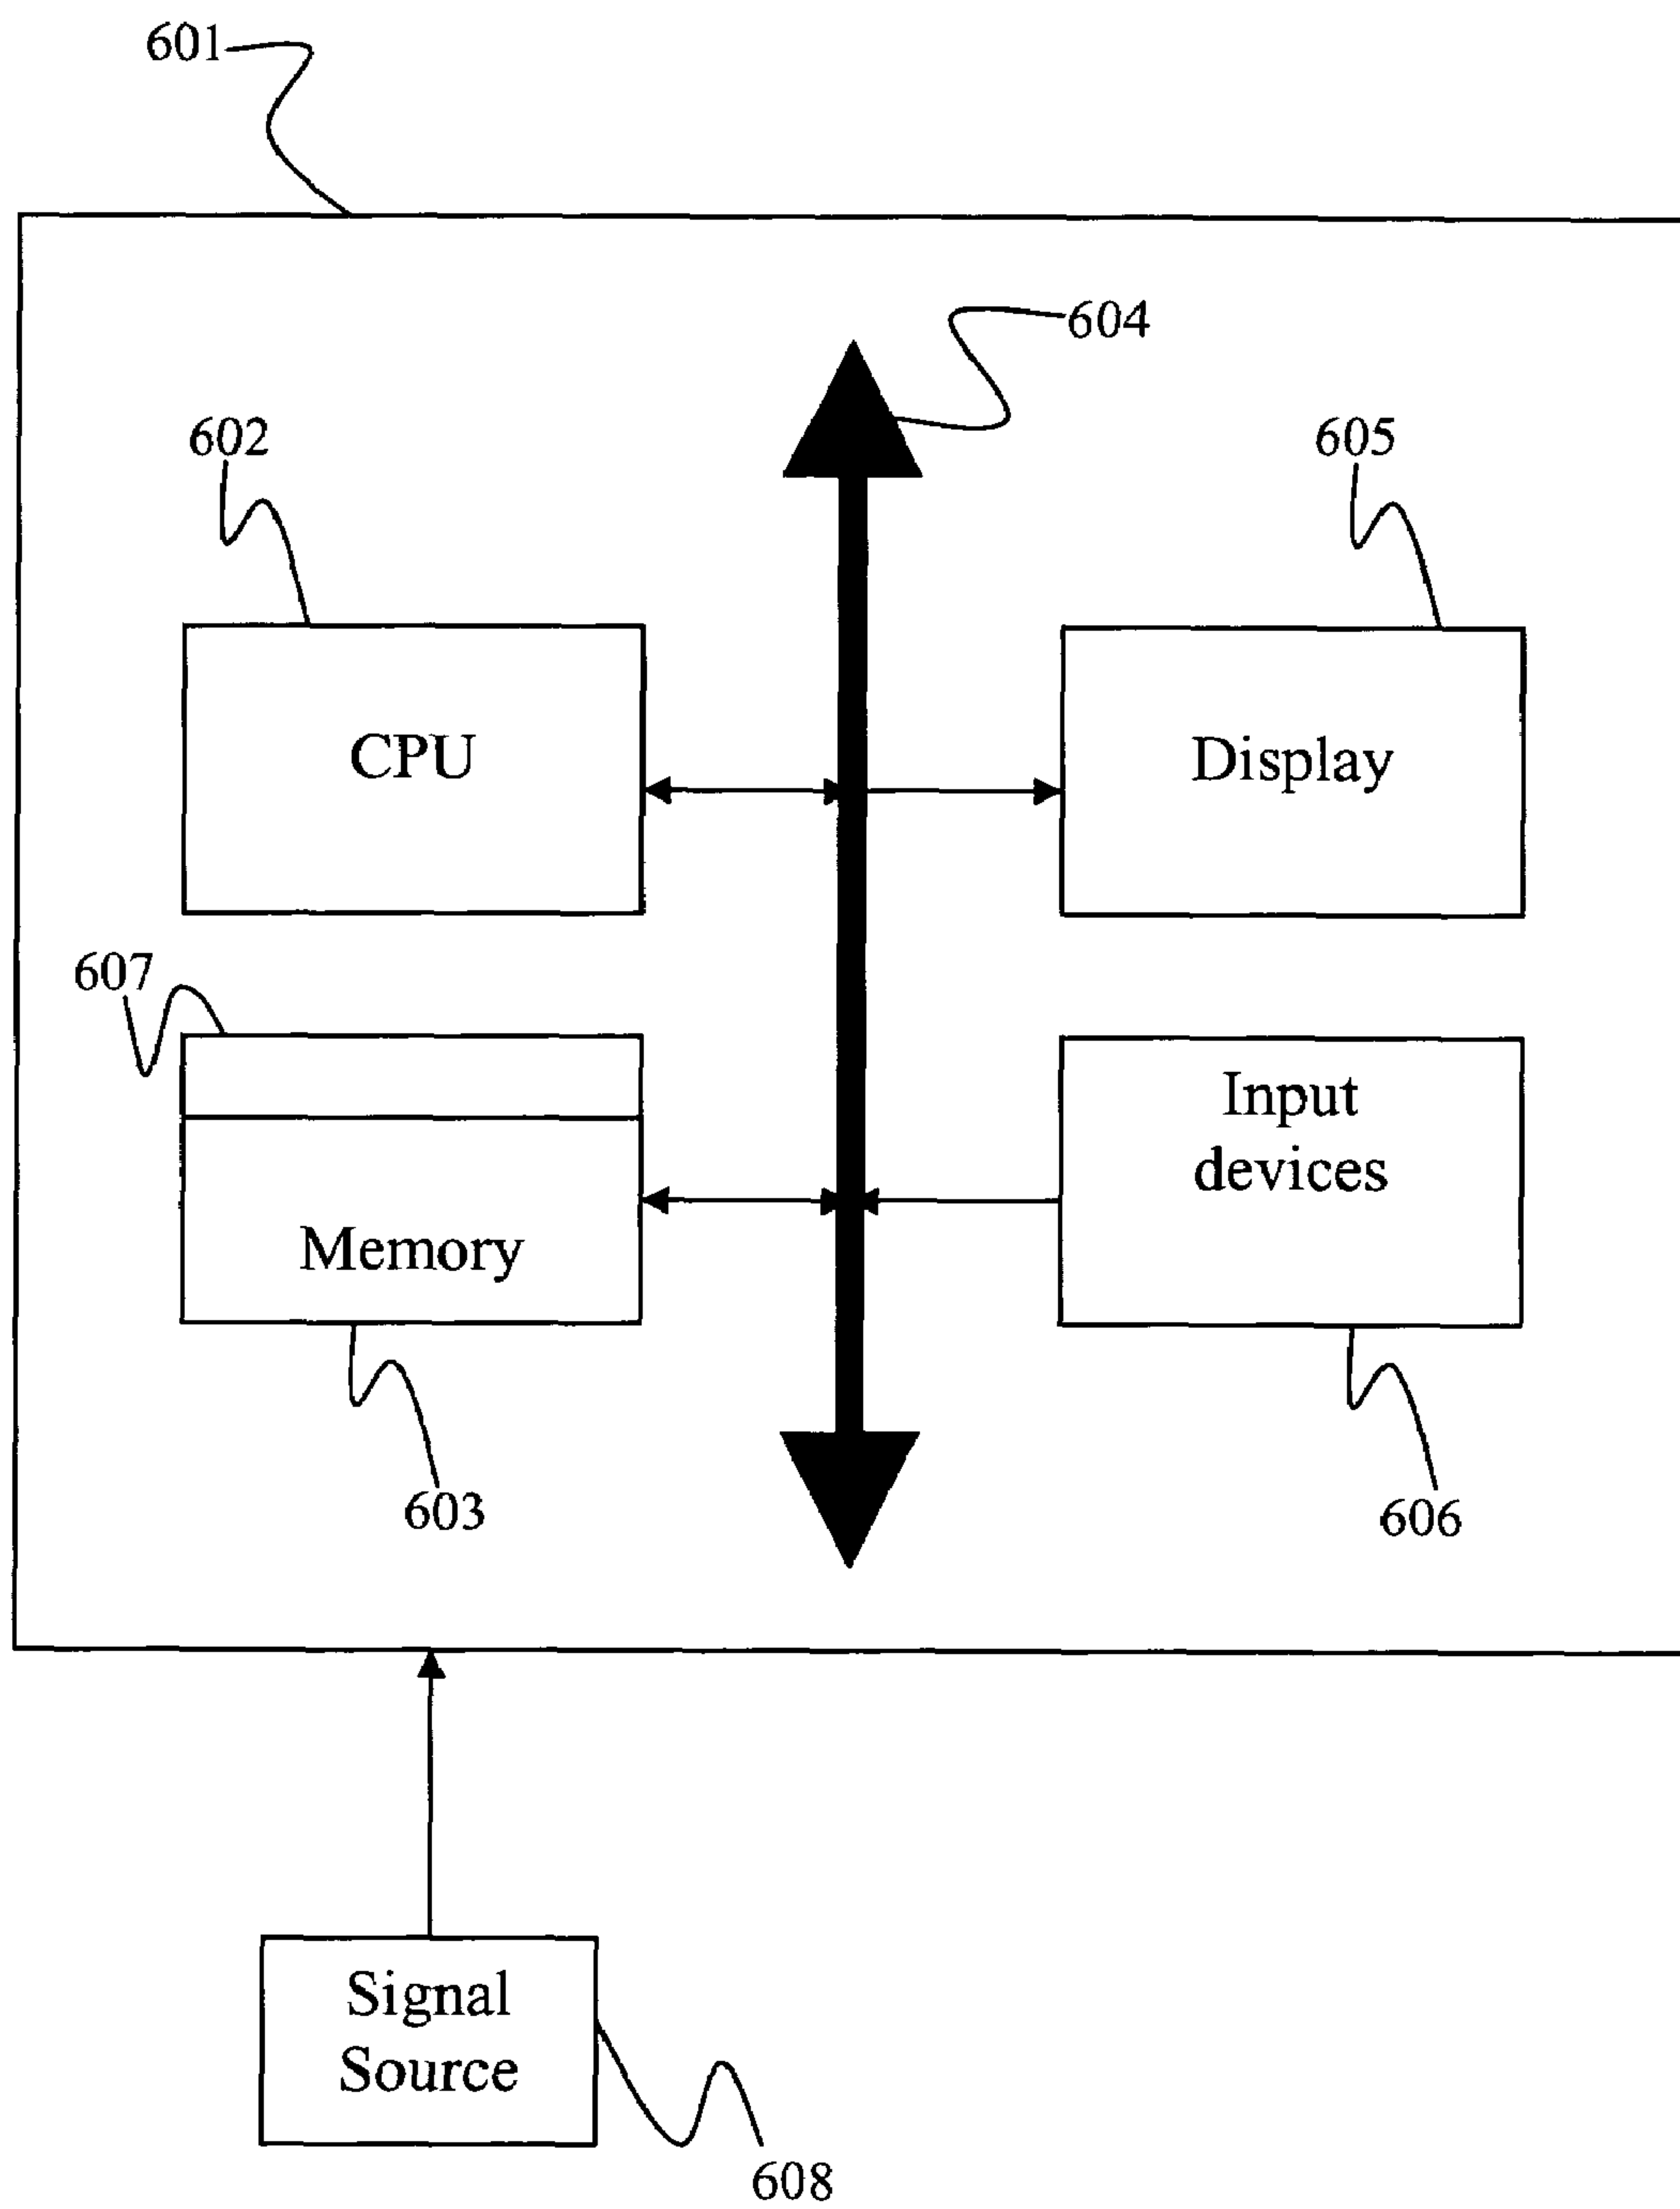 601
604
602
605
CPU
Display
607
Input
devices
Memory
603
606
Signal
Source
608